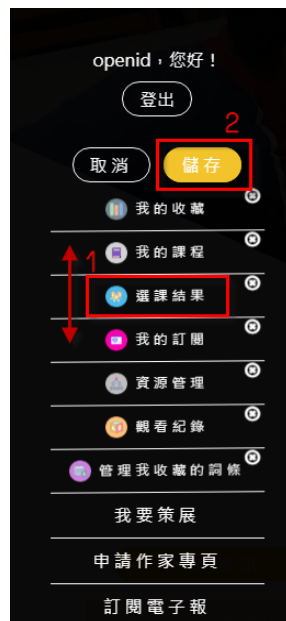 openid，您好！
登出
2
取消 儲存
我的收藏
我的課程
1
選課結果
我的訂閱
資源管理
觀看紀錄
管理我收藏的詞條
我要策展
申請作家專頁
訂閱電子報